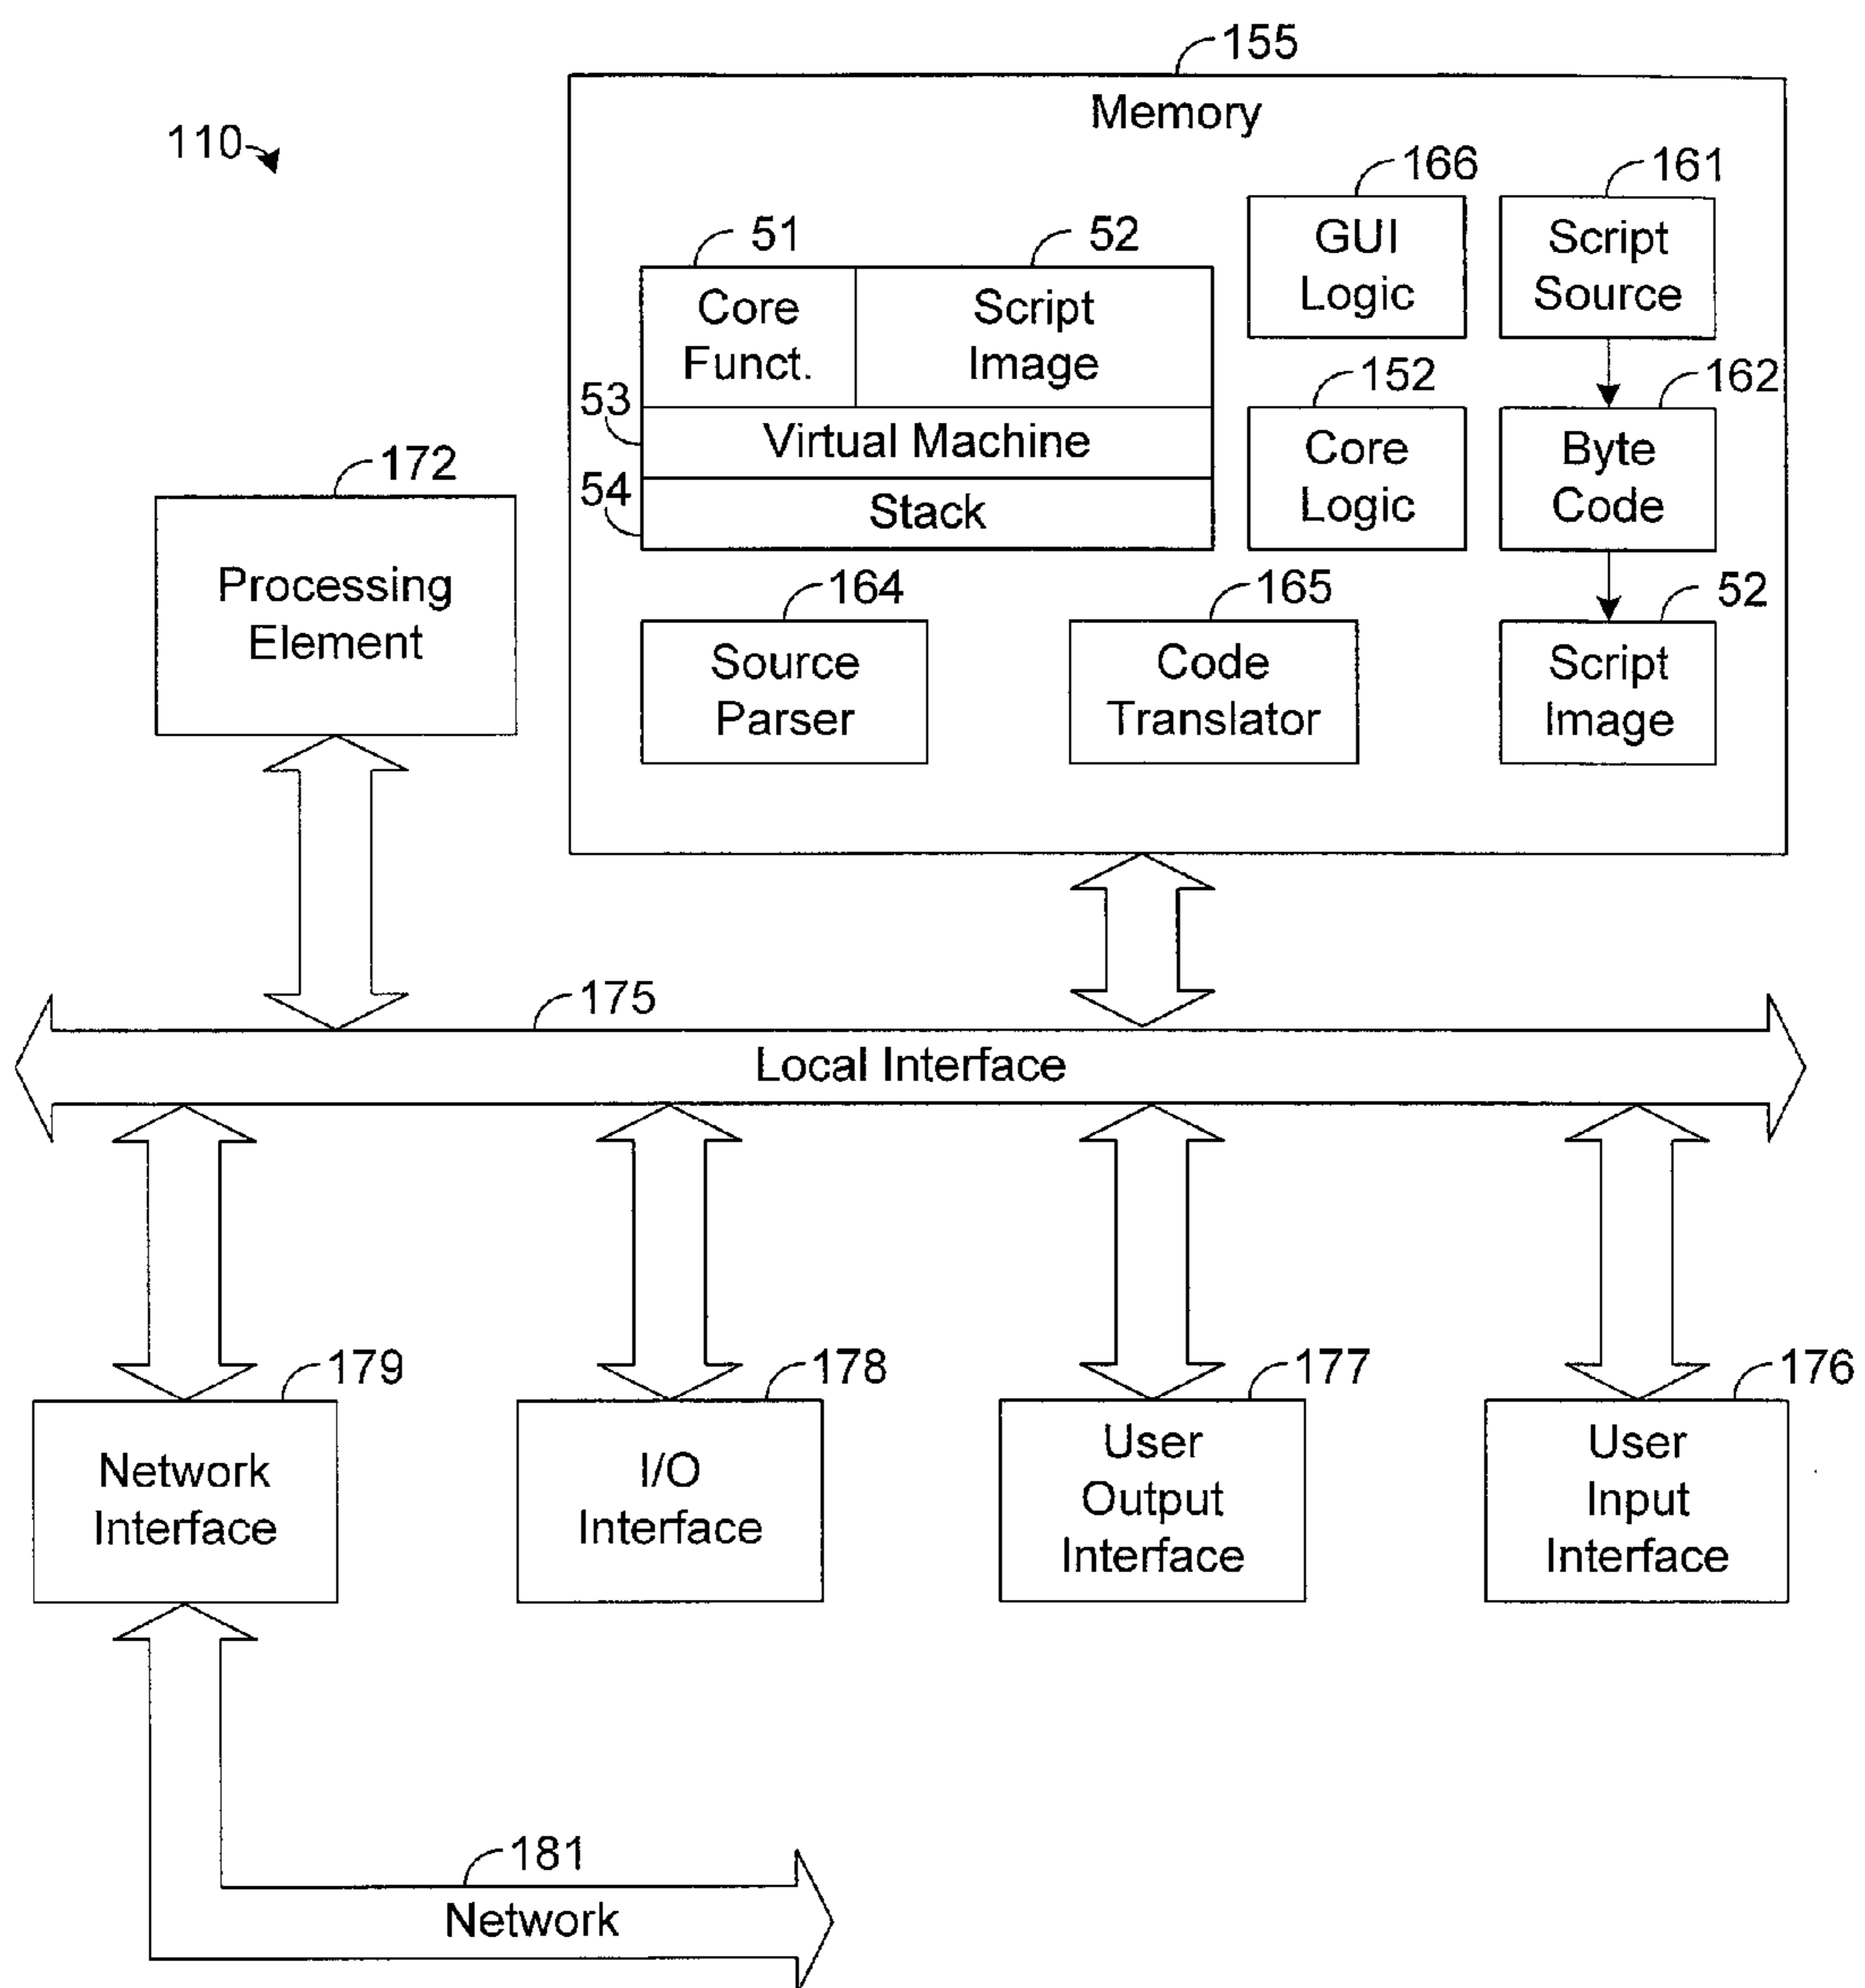 155
Memory
110
166
161
GUI
Logic
Script
Source
51
52
Core
Funct.
Script
Image
152
162
53
Virtual Machine
Core
Logic
Byte
Code
172
54
Stack
Processing
Element
164
165
52
Source
Parser
Code
Translator
Script
Image
175
Local Interface
179
178
177
176
Network
Interface
I/O
Interface
User
Output
Interface
User
Input
Interface
181
Network